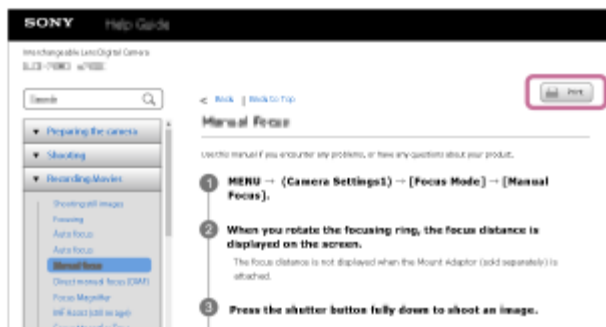 SONY Help Guide
Interchangeable Lens Digital Camera
Search
< Back | Back to Top
Print
Manual Focus
▼ Preparing the camera
▼ Shooting
▼ Recording Movies
Shooting still images
Focusing
Auto focus
Auto focus
Manual focus
Direct manual focus (DMF)
Focus Magnifier
MF Assist (still image)
Use this manual if you encounter any problems, or have any questions about your product.
1 MENU → (Camera Settings1) → [Focus Mode] → [Manual
Focus].
2 When you rotate the focusing ring, the focus distance is
displayed on the screen.
The focus distance is not displayed when the Mount Adaptor (sold separately) is
attached.
3 Press the shutter button fully down to shoot an image.